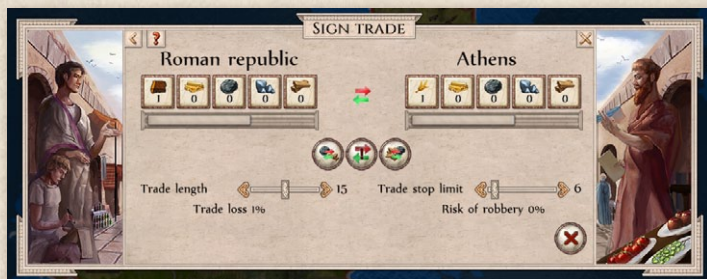 SIGN TRADE
?
Roman republic
Athens
1 0 0 0 0
1 0 0 0 0
Trade length 15
Trade stop limit 6
Trade loss 1%
Risk of robbery 0%